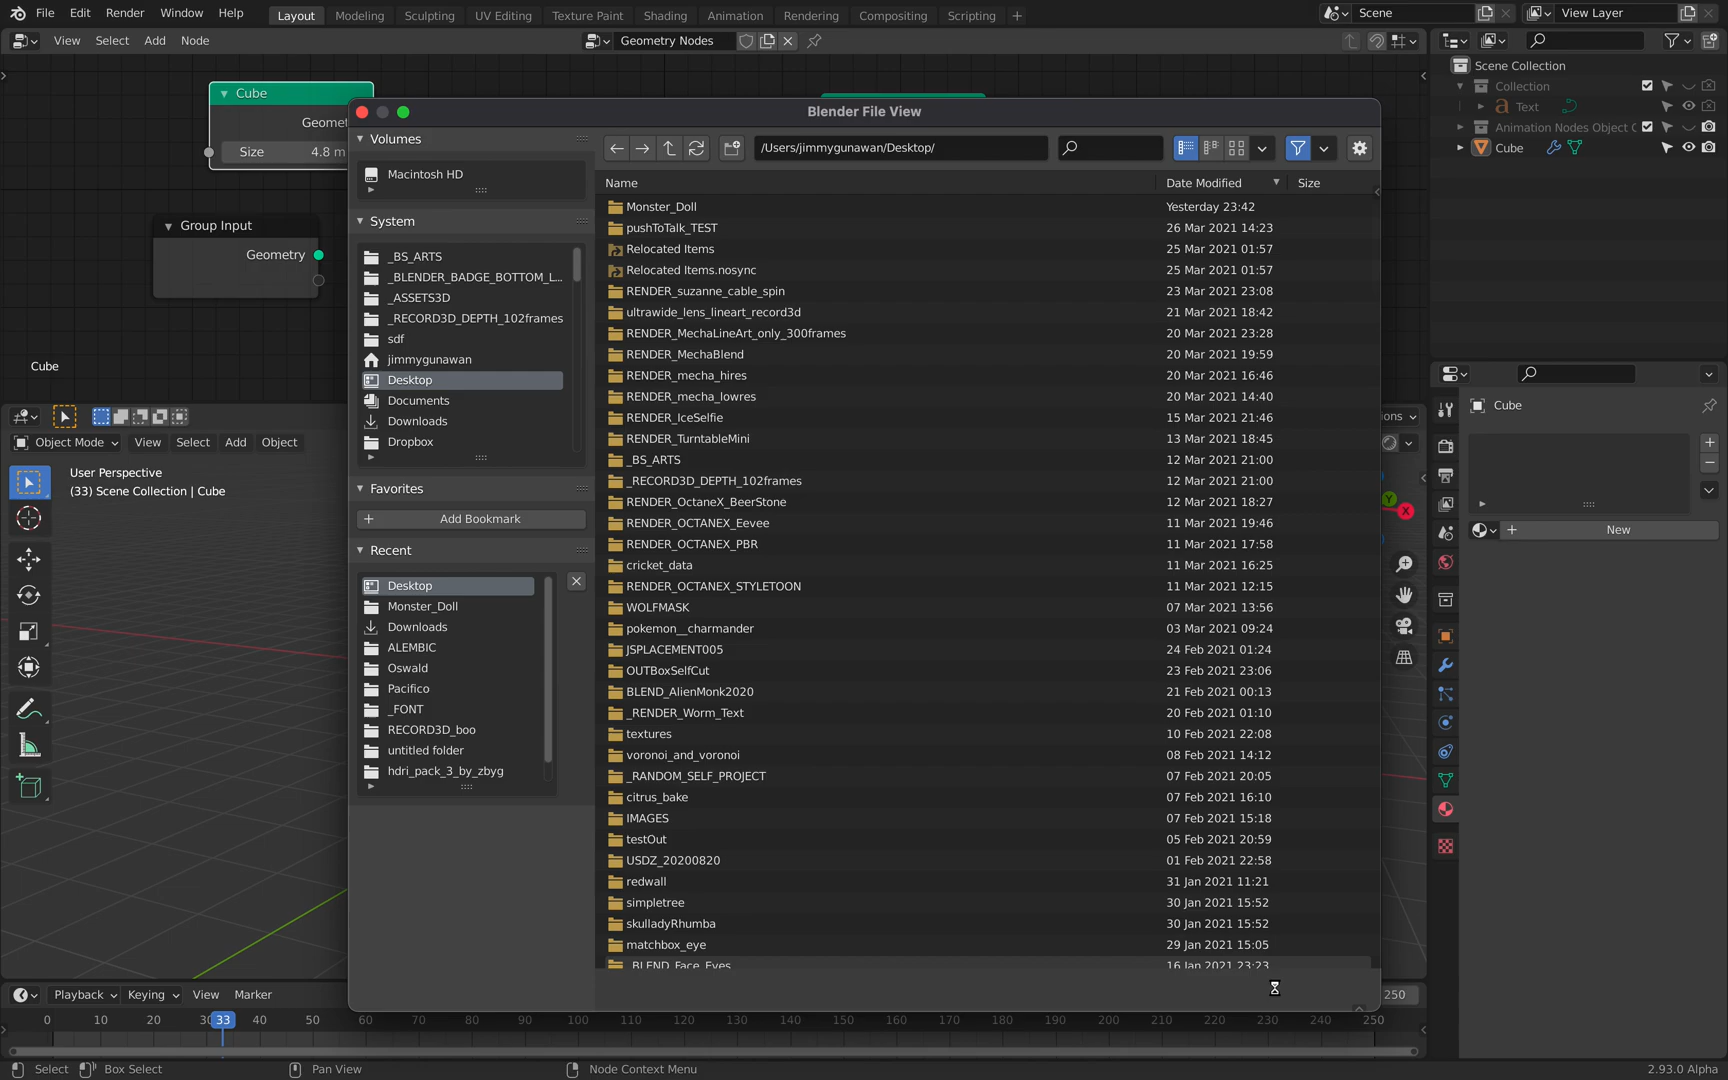 File Edit Render Window Help Layout Modeling Sculpting UV Editing Texture Paint Shading Animation Rendering Compositing Scripting + Scene View Layer
View Select Add Node Geometry Nodes
Scene Collection
Collection
Text
Animation Nodes Object C
Cube
Cube
Geomet
Size 4.8 m
Group Input
Geometry
Cube
Blender File View
Volumes
Macintosh HD
System
_BS_ARTS
_BLENDER_BADGE_BOTTOM_L...
_ASSETS3D
_RECORD3D_DEPTH_102frames
sdf
jimmygunawan
Desktop
Documents
Downloads
Dropbox
Favorites
+ Add Bookmark
Recent
Desktop
Monster_Doll
Downloads
ALEMBIC
Oswald
Pacifico
_FONT
RECORD3D_boo
untitled folder
hdri_pack_3_by_zbyg
/Users/jimmygunawan/Desktop/
Name Date Modified Size
Monster_Doll Yesterday 23:42
pushToTalk_TEST 26 Mar 2021 14:23
Relocated Items 25 Mar 2021 01:57
Relocated Items.nosync 25 Mar 2021 01:57
RENDER_suzanne_cable_spin 23 Mar 2021 23:08
ultrawide_lens_lineart_record3d 21 Mar 2021 18:42
RENDER_MechaLineArt_only_300frames 20 Mar 2021 23:28
RENDER_MechaBlend 20 Mar 2021 19:59
RENDER_mecha_hires 20 Mar 2021 16:46
RENDER_mecha_lowres 20 Mar 2021 14:40
RENDER_IceSelfie 15 Mar 2021 21:46
RENDER_TurntableMini 13 Mar 2021 18:45
_BS_ARTS 12 Mar 2021 21:00
_RECORD3D_DEPTH_102frames 12 Mar 2021 21:00
RENDER_OctaneX_BeerStone 12 Mar 2021 18:27
RENDER_OCTANEX_Eevee 11 Mar 2021 19:46
RENDER_OCTANEX_PBR 11 Mar 2021 17:58
cricket_data 11 Mar 2021 16:25
RENDER_OCTANEX_STYLETOON 11 Mar 2021 12:15
WOLFMASK 07 Mar 2021 13:56
pokemon__charmander 03 Mar 2021 09:24
JSPLACEMENT005 24 Feb 2021 01:24
OUTBoxSelfCut 23 Feb 2021 23:06
BLEND_AlienMonk2020 21 Feb 2021 00:13
_RENDER_Worm_Text 20 Feb 2021 01:10
textures 10 Feb 2021 22:08
voronoi_and_voronoi 08 Feb 2021 14:12
_RANDOM_SELF_PROJECT 07 Feb 2021 20:05
citrus_bake 07 Feb 2021 16:10
IMAGES 07 Feb 2021 15:18
testOut 05 Feb 2021 20:59
USDZ_20200820 01 Feb 2021 22:58
redwall 31 Jan 2021 11:21
simpletree 30 Jan 2021 15:52
skulladyRhumba 30 Jan 2021 15:52
matchbox_eye 29 Jan 2021 15:05
_BLEND_Face_Eyes 16 Jan 2021 23:23
Object Mode View Select Add Object
User Perspective
(33) Scene Collection | Cube
ions
Y
X
Cube
+ New
Playback Keying View Marker 250
0 10 20 30 33 40 50 60 70 80 90 100 110 120 130 140 150 160 170 180 190 200 210 220 230 240 250
Select Box Select Pan View Node Context Menu 2.93.0 Alpha